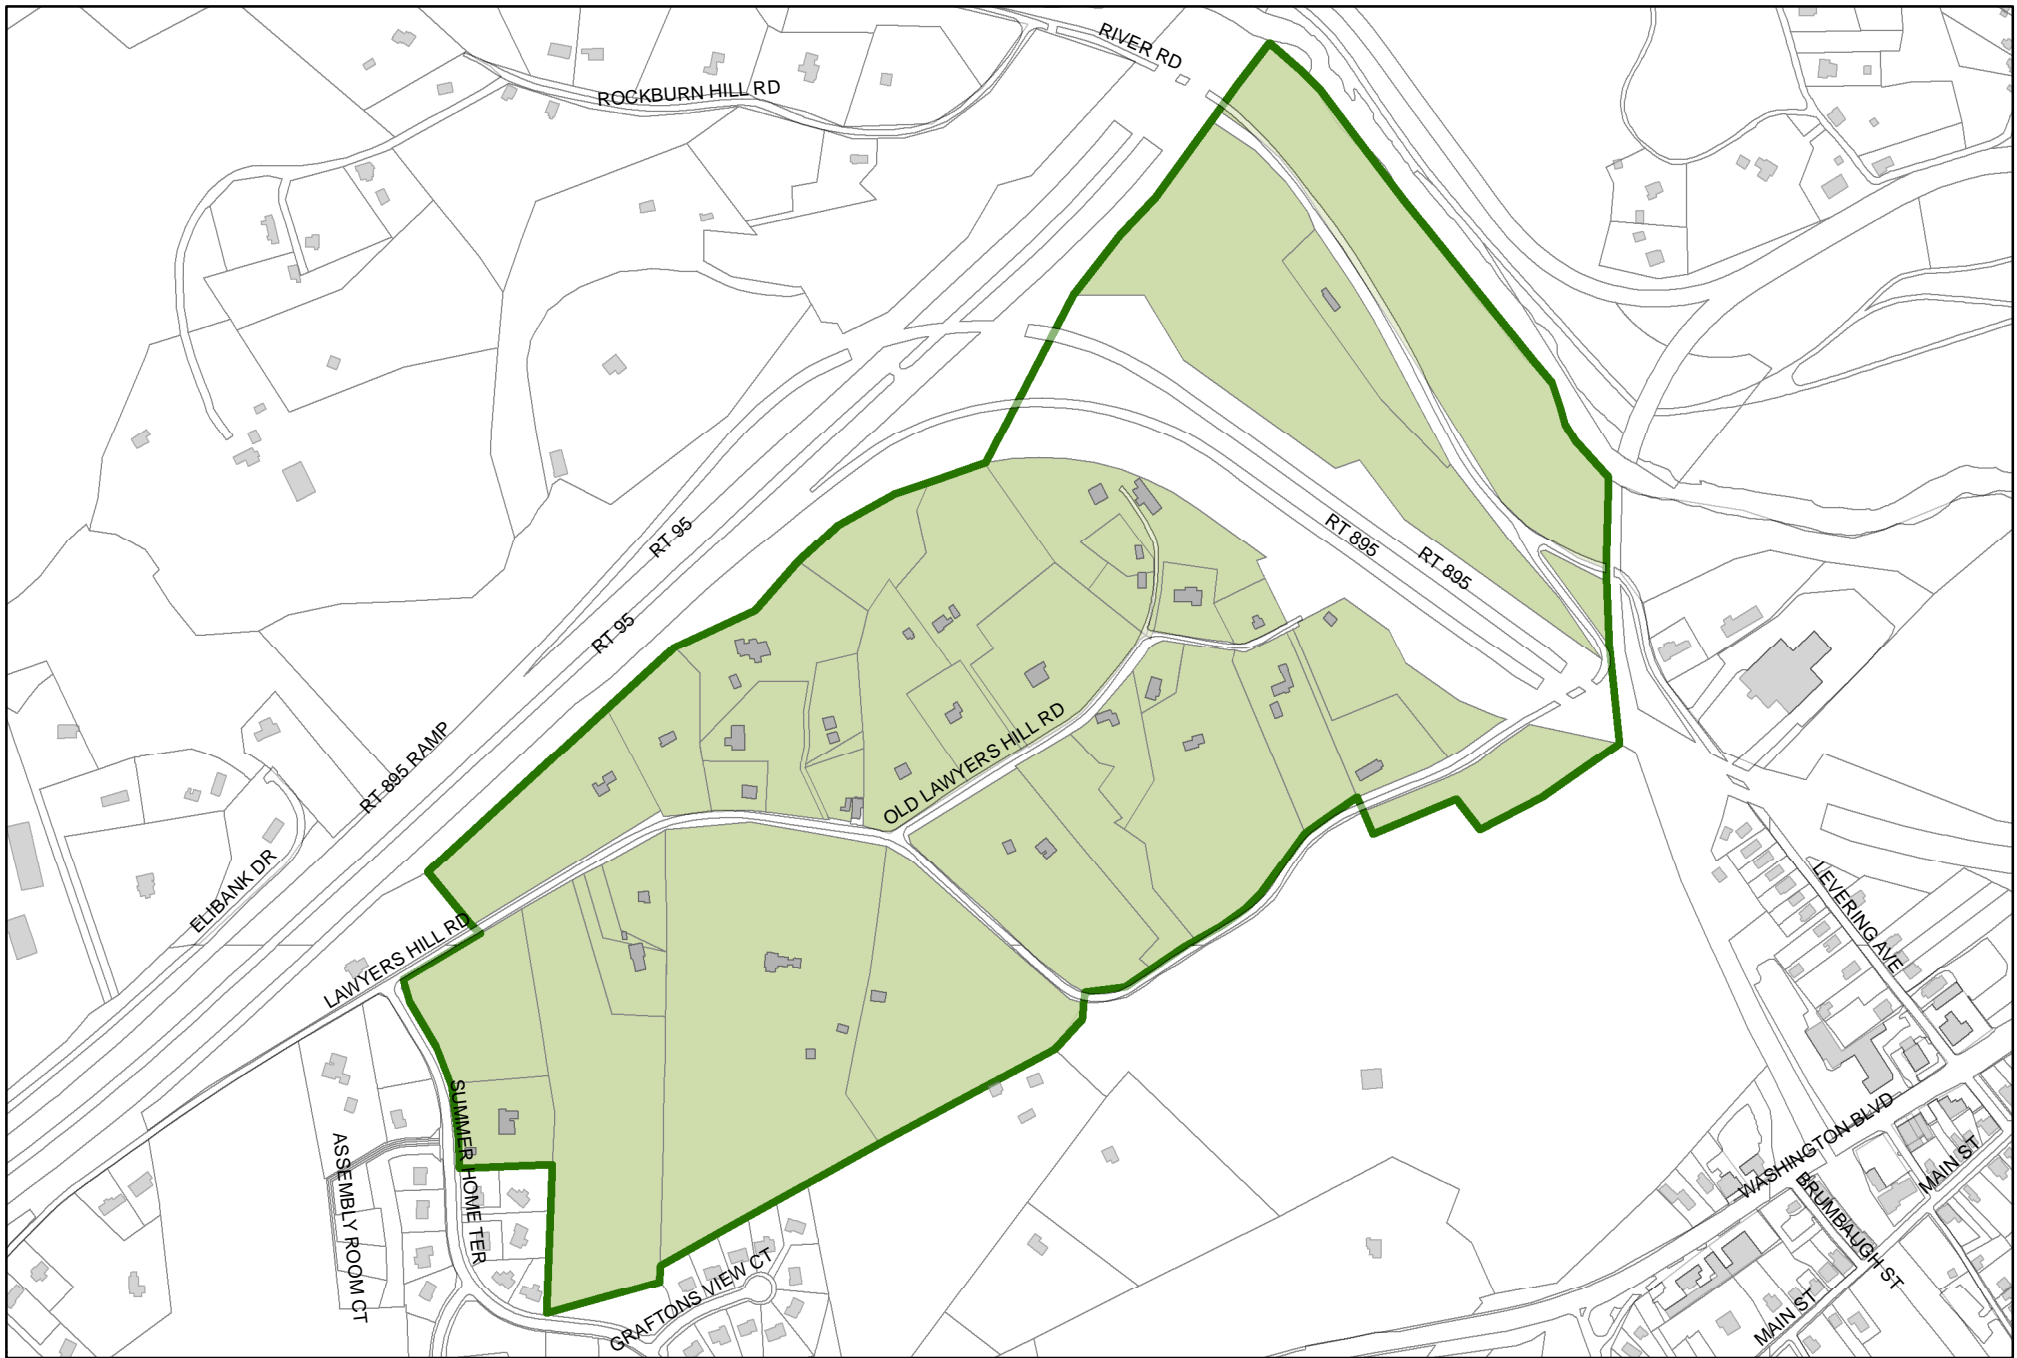 RIVER RD
ROCKBURN HILL RD
RT 95
RT 895
RT 895
RT 95
OLD LAWYERS HILL RD
RT 895 RAMP
ELIBANK DR
LAWYERS HILL RD
LEVERING AVE
SUMMER HOME TER
ASSEMBLY ROOM CT
WASHINGTON BLVD
MAIN ST
BRUMBAUGH ST
GRAFTONS VIEW CT
MAIN ST